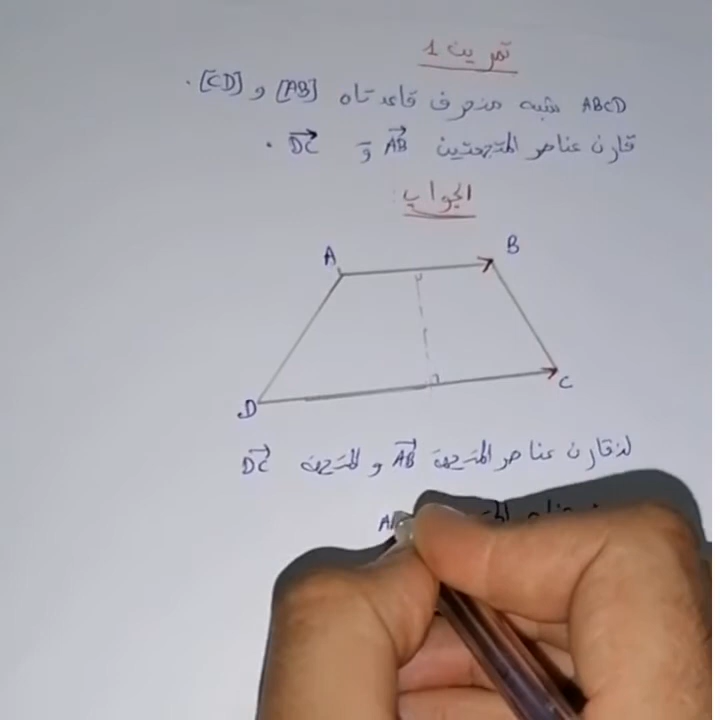 تمرين 1
ABCD شبه منحرف قاعدتاه [AB] و [CD].
قارن عناصر المتجهتين AB و DC.
الجواب:
A B
D C
لنقارن عناصر المتجهة AB و المتجهة DC